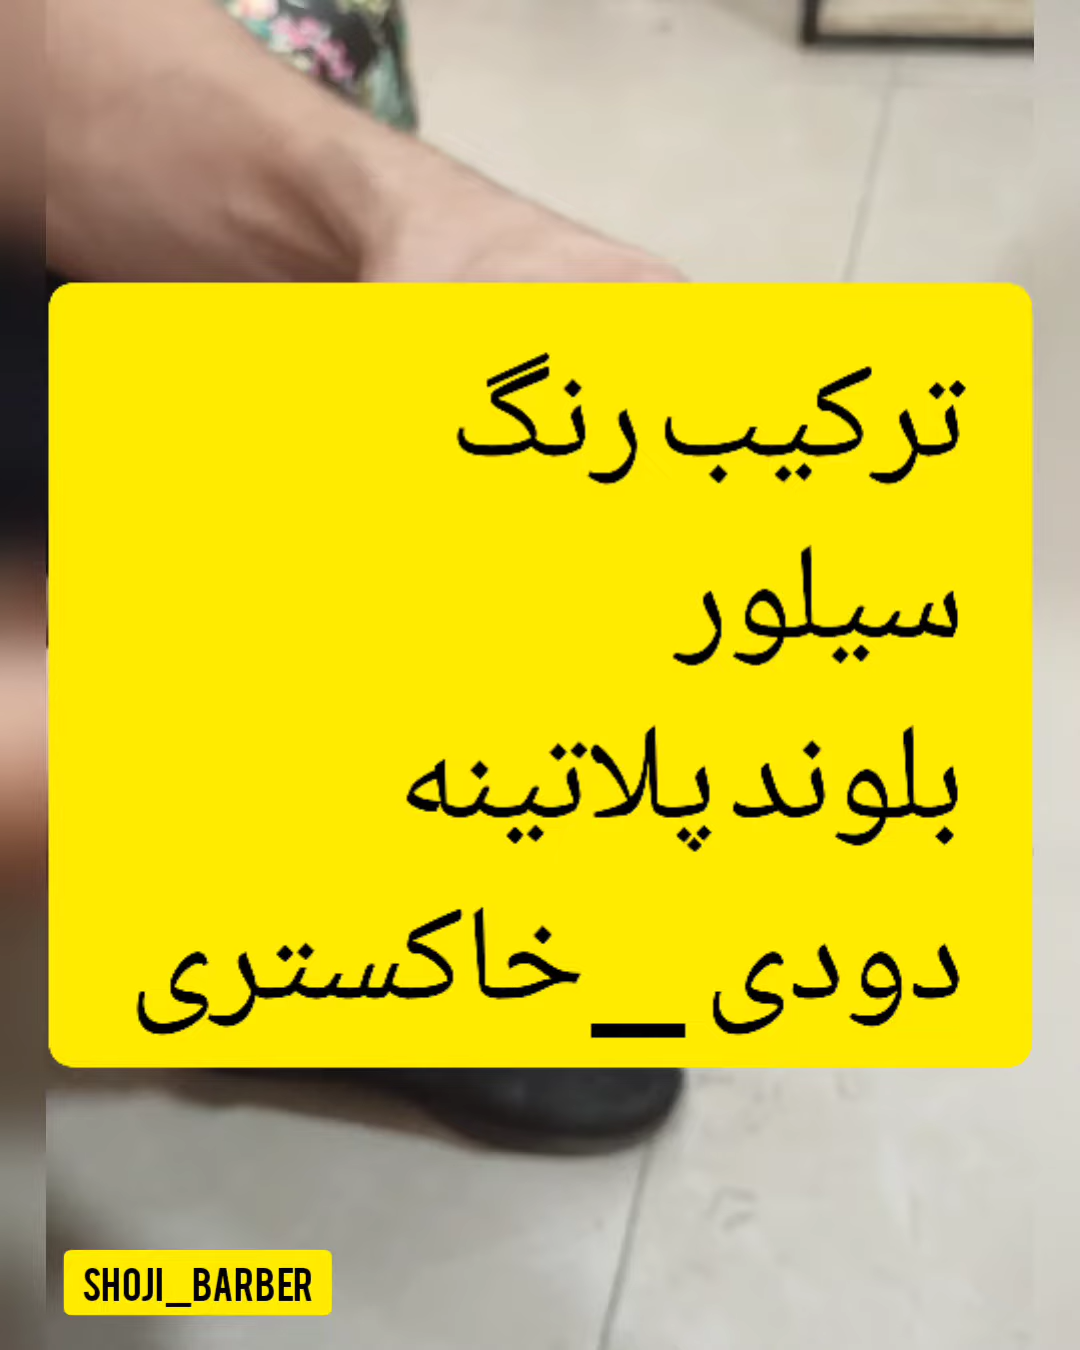 ترکیب رنگ
سیلور
بلوند پلاتینه
دودی _ خاکستری
SHOJI_BARBER